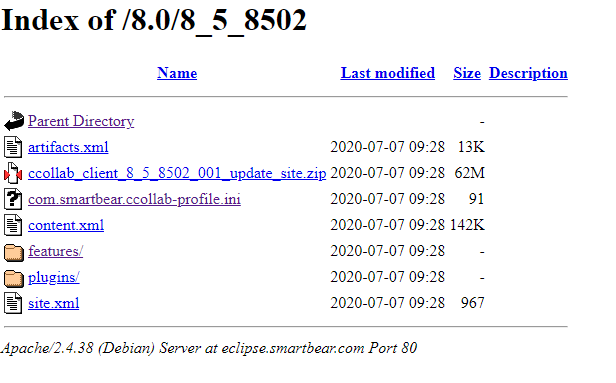 Index of /8.0/8_5_8502
Name Last modified Size Description
Parent Directory -
artifacts.xml 2020-07-07 09:28 13K
ccollab_client_8_5_8502_001_update_site.zip 2020-07-07 09:28 62M
com.smartbear.ccollab-profile.ini 2020-07-07 09:28 91
content.xml 2020-07-07 09:28 142K
features/ 2020-07-07 09:28 -
plugins/ 2020-07-07 09:28 -
site.xml 2020-07-07 09:28 967
Apache/2.4.38 (Debian) Server at eclipse.smartbear.com Port 80